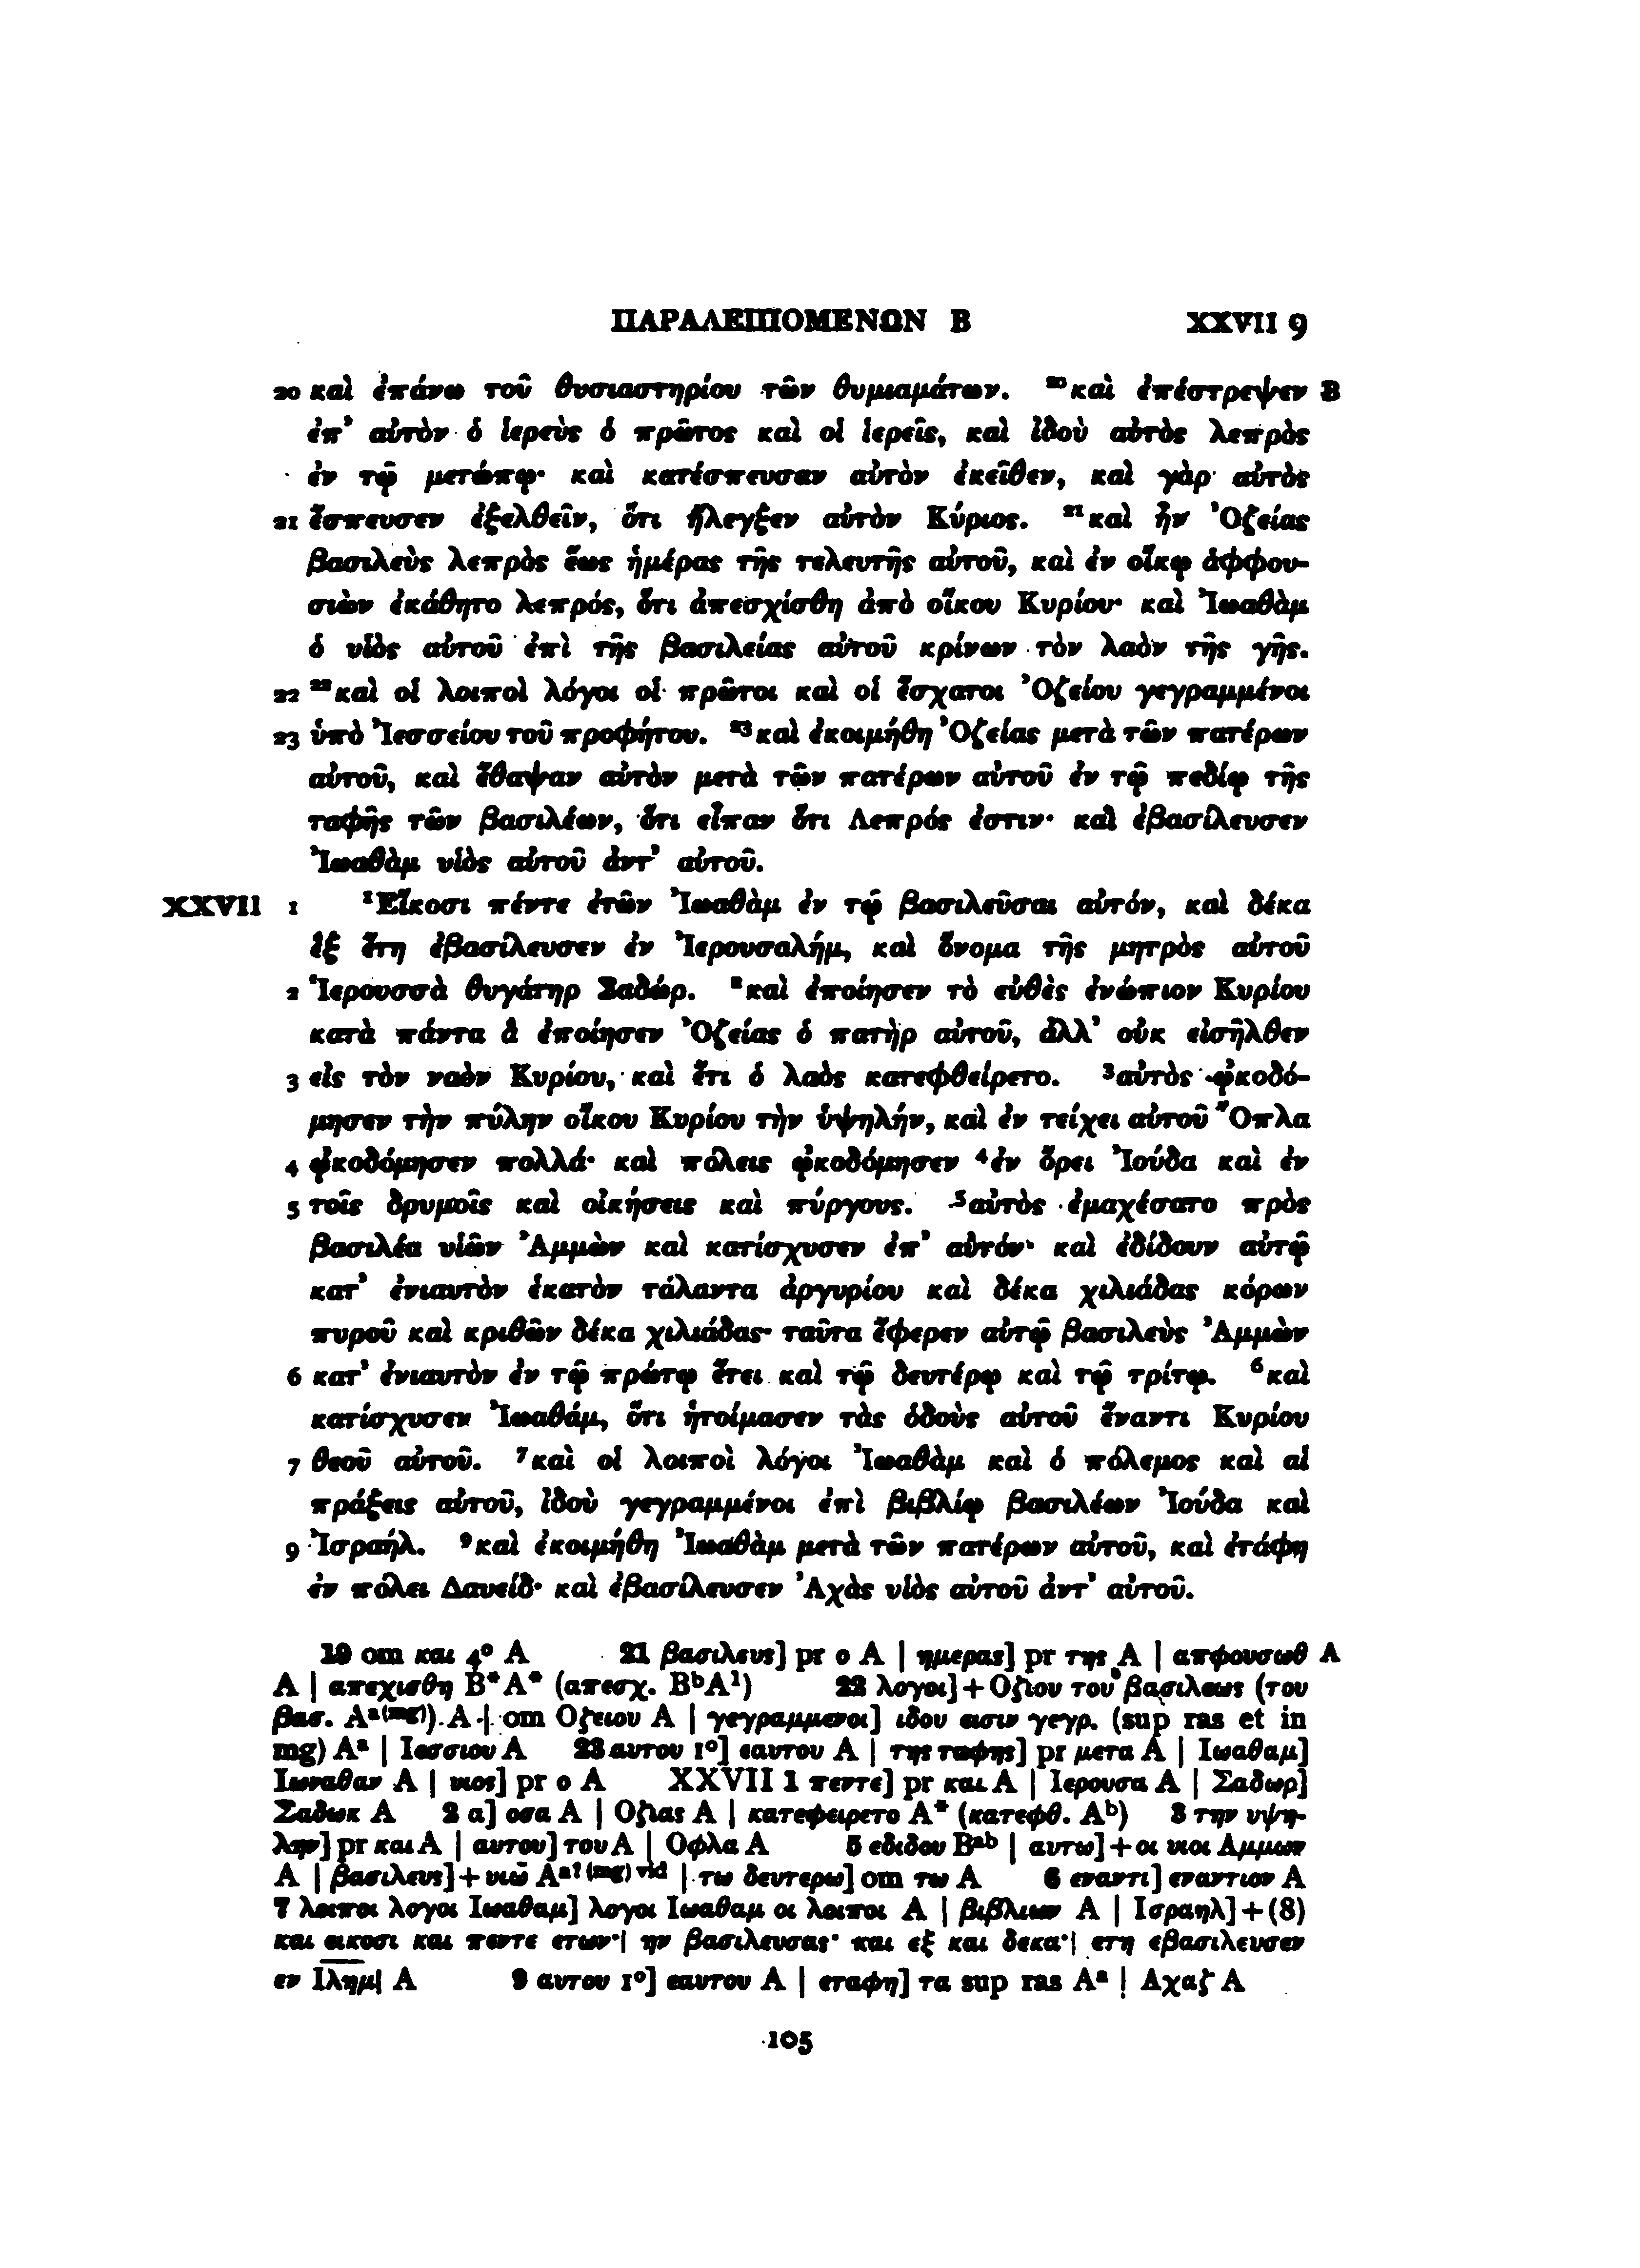 ΠΑΡΑΛΕΙΠΟΜΕΝΩΝ Β XXVII 9
20 καὶ ἐπάνω τοῦ θυσιαστηρίου τῶν θυμιαμάτων. ²⁰καὶ ἐπέστρεψεν B
ἐπ’ αὐτὸν ὁ ἱερεὺς ὁ πρῶτος καὶ οἱ ἱερεῖς, καὶ ἰδοὺ αὐτὸς λεπρὸς
ἐν τῷ μετώπῳ· καὶ κατέσπευσαν αὐτὸν ἐκεῖθεν, καὶ γὰρ αὐτὸς
21 ἔσπευσεν ἐξελθεῖν, ὅτι ἤλεγξεν αὐτὸν Κύριος. ²¹καὶ ἦν Ὀζείας
βασιλεὺς λεπρὸς ἕως ἡμέρας τῆς τελευτῆς αὐτοῦ, καὶ ἐν οἴκῳ ἀφφου-
σιὼν ἐκάθητο λεπρός, ὅτι ἀπεσχίσθη ἀπὸ οἴκου Κυρίου· καὶ Ἰωαθὰμ
ὁ υἱὸς αὐτοῦ ἐπὶ τῆς βασιλείας αὐτοῦ κρίνων τὸν λαὸν τῆς γῆς.
22 ²²καὶ οἱ λοιποὶ λόγοι οἱ πρῶτοι καὶ οἱ ἔσχατοι Ὀζείου γεγραμμένοι
23 ὑπὸ Ἰεσσείου τοῦ προφήτου. ²³καὶ ἐκοιμήθη Ὀζείας μετὰ τῶν πατέρων
αὐτοῦ, καὶ ἔθαψαν αὐτὸν μετὰ τῶν πατέρων αὐτοῦ ἐν τῷ πεδίῳ τῆς
ταφῆς τῶν βασιλέων, ὅτι εἶπαν ὅτι Λεπρός ἐστιν· καὶ ἐβασίλευσεν
Ἰωαθὰμ υἱὸς αὐτοῦ ἀντ’ αὐτοῦ.
XXVII 1 ¹Εἴκοσι πέντε ἐτῶν Ἰωαθὰμ ἐν τῷ βασιλεῦσαι αὐτόν, καὶ δέκα
ἓξ ἔτη ἐβασίλευσεν ἐν Ἰερουσαλήμ, καὶ ὄνομα τῆς μητρὸς αὐτοῦ
2 Ἱερουσσὰ θυγάτηρ Σαδώρ. ²καὶ ἐποίησεν τὸ εὐθὲς ἐνώπιον Κυρίου
κατὰ πάντα ἃ ἐποίησεν Ὀζείας ὁ πατὴρ αὐτοῦ, ἀλλ’ οὐκ εἰσῆλθεν
3 εἰς τὸν ναὸν Κυρίου, καὶ ἔτι ὁ λαὸς κατεφθείρετο. ³αὐτὸς ᾠκοδό-
μησεν τὴν πύλην οἴκου Κυρίου τὴν ὑψηλήν, καὶ ἐν τείχει αὐτοῦ Ὄπλα
4 ᾠκοδόμησεν πολλά· καὶ πόλεις ᾠκοδόμησεν ⁴ἐν ὄρει Ἰούδα καὶ ἐν
5 τοῖς δρυμοῖς καὶ οἰκήσεις καὶ πύργους. ⁵αὐτὸς ἐμαχέσατο πρὸς
βασιλέα υἱῶν Ἀμμὼν καὶ κατίσχυσεν ἐπ’ αὐτόν· καὶ ἐδίδουν αὐτῷ
κατ’ ἐνιαυτὸν ἑκατὸν τάλαντα ἀργυρίου καὶ δέκα χιλιάδας κόρων
πυροῦ καὶ κριθῶν δέκα χιλιάδας· ταῦτα ἔφερεν αὐτῷ βασιλεὺς Ἀμμὼν
6 κατ’ ἐνιαυτὸν ἐν τῷ πρώτῳ ἔτει καὶ τῷ δευτέρῳ καὶ τῷ τρίτῳ. ⁶καὶ
κατίσχυσεν Ἰωαθάμ, ὅτι ἡτοίμασεν τὰς ὁδοὺς αὐτοῦ ἔναντι Κυρίου
7 θεοῦ αὐτοῦ. ⁷καὶ οἱ λοιποὶ λόγοι Ἰωαθὰμ καὶ ὁ πόλεμος καὶ αἱ
πράξεις αὐτοῦ, ἰδοὺ γεγραμμένοι ἐπὶ βιβλίῳ βασιλέων Ἰούδα καὶ
9 Ἰσραήλ. ⁹καὶ ἐκοιμήθη Ἰωαθὰμ μετὰ τῶν πατέρων αὐτοῦ, καὶ ἐτάφη
ἐν πόλει Δαυείδ· καὶ ἐβασίλευσεν Ἀχὰς υἱὸς αὐτοῦ ἀντ’ αὐτοῦ.
19 om και 4° A 21 βασιλευς] pr ο A | ημερας] pr της A | απφουσωθ A
A | απεχισθη B*A* (απεσχ. BᵇA¹) 22 λογοι]+Οζιου του βασιλεως (του
βασ. Aᵃ⁽ᵐᵍ⁾) A | om Οζειου A | γεγραμμενοι] ιδου εισιν γεγρ. (sup ras et in
mg) Aᵃ | Ιεσσιου A 23 αυτου 1°] εαυτου A | της ταφης] pr μετα A | Ιωαθαμ]
Ιωναθαν A | υιος] pr ο A XXVII 1 πεντε] pr και A | Ιερουσα A | Σαδωρ]
Σαδωκ A 2 α] οσα A | Οζιας A | κατεφειρετο A* (κατεφθ. Aᵇ) 3 την υψη-
λην] pr και A | αυτου] του A | Οφλα A 5 εδιδου Bᵃᵇ | αυτω]+οι υιοι Αμμων
A | βασιλευς]+υιω̄ Aᵃ? ⁽ᵐᵍ⁾ ᵛⁱᵈ | τω δευτερω] om τω A 6 εναντι] εναντιον A
7 λοιποι λογοι Ιωαθαμ] λογοι Ιωαθαμ οι λοιποι A | βιβλιων A | Ισραηλ]+(8)
και εικοσι και πεντε ετων·| ην βασιλευσας· και εξ και δεκα·| ετη εβασιλευσεν
εν Ιλημ| A 9 αυτου 1°] εαυτου A | εταφη] τα sup ras Aᵃ | Αχαζ A
105